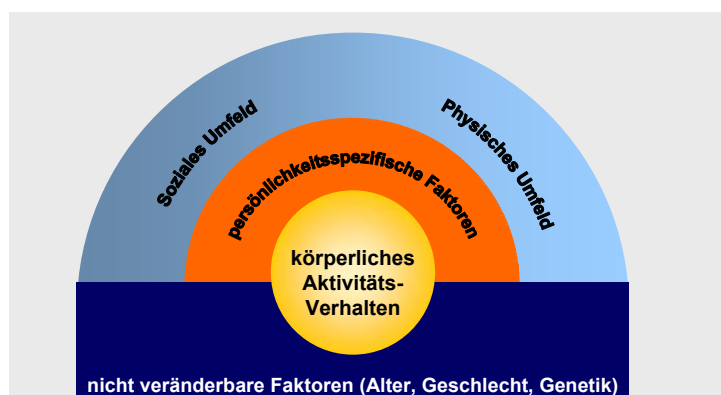 Soziales Umfeld
Physisches Umfeld
persönlichkeitsspezifische Faktoren
körperliches
Aktivitäts-
Verhalten
nicht veränderbare Faktoren (Alter, Geschlecht, Genetik)